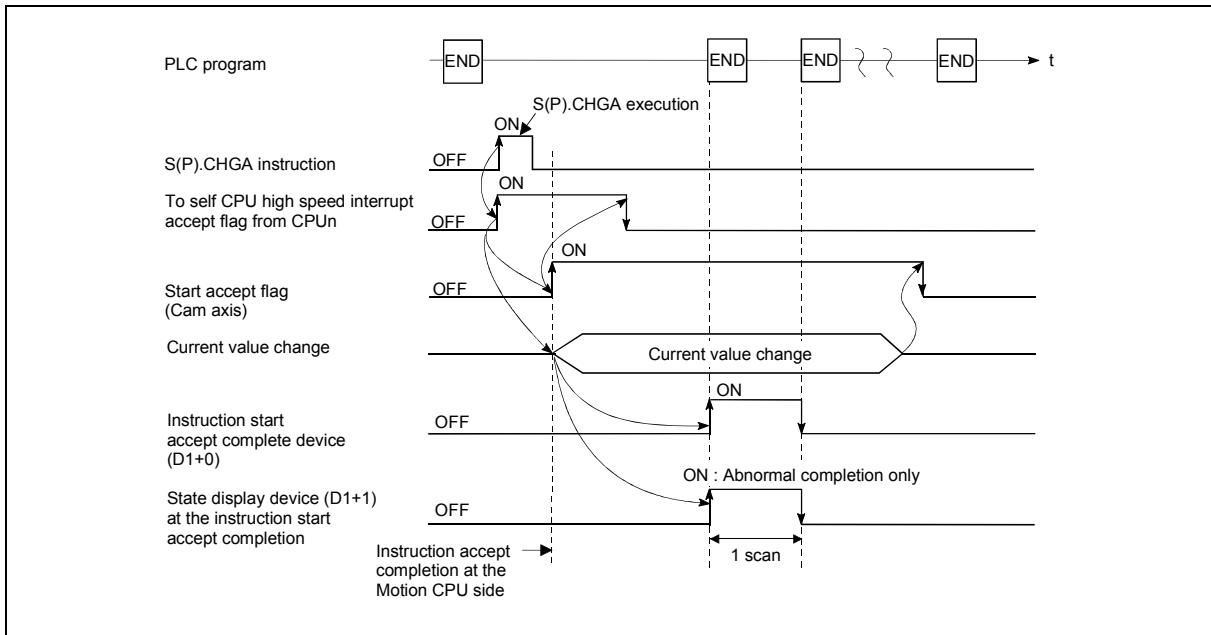 PLC program
END
END
END
END
t
S(P).CHGA execution
ON
S(P).CHGA instruction
OFF
ON
To self CPU high speed interrupt
accept flag from CPUn
OFF
ON
Start accept flag
(Cam axis)
OFF
Current value change
Current value change
ON
Instruction start
accept complete device
(D1+0)
OFF
ON : Abnormal completion only
State display device (D1+1)
at the instruction start
accept completion
OFF
Instruction accept
completion at the
Motion CPU side
1 scan